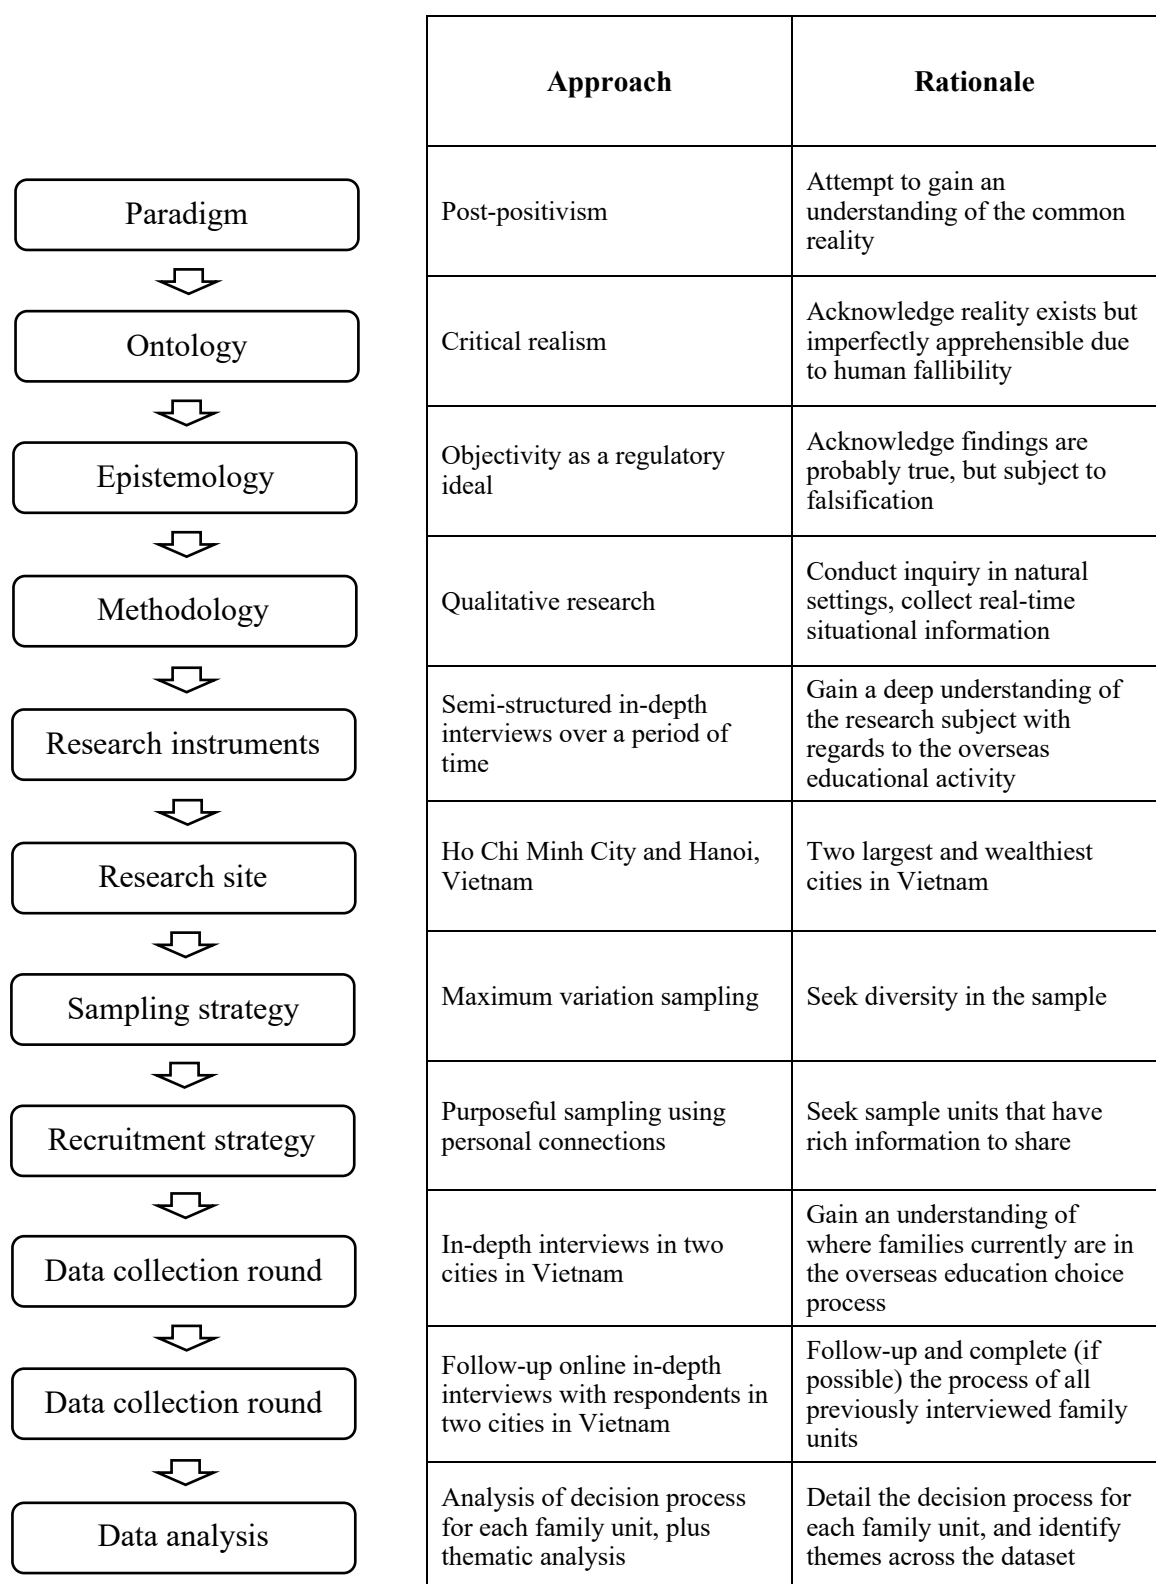 Approach
Rationale
Paradigm
Post-positivism
Attempt to gain an
understanding of the common
reality
Ontology
Critical realism
Acknowledge reality exists but
imperfectly apprehensible due
to human fallibility
Epistemology
Objectivity as a regulatory
ideal
Acknowledge findings are
probably true, but subject to
falsification
Methodology
Qualitative research
Conduct inquiry in natural
settings, collect real-time
situational information
Research instruments
Semi-structured in-depth
interviews over a period of
time
Gain a deep understanding of
the research subject with
regards to the overseas
educational activity
Research site
Ho Chi Minh City and Hanoi,
Vietnam
Two largest and wealthiest
cities in Vietnam
Sampling strategy
Maximum variation sampling
Seek diversity in the sample
Recruitment strategy
Purposeful sampling using
personal connections
Seek sample units that have
rich information to share
Data collection round
In-depth interviews in two
cities in Vietnam
Gain an understanding of
where families currently are in
the overseas education choice
process
Data collection round
Follow-up online in-depth
interviews with respondents in
two cities in Vietnam
Follow-up and complete (if
possible) the process of all
previously interviewed family
units
Data analysis
Analysis of decision process
for each family unit, plus
thematic analysis
Detail the decision process for
each family unit, and identify
themes across the dataset